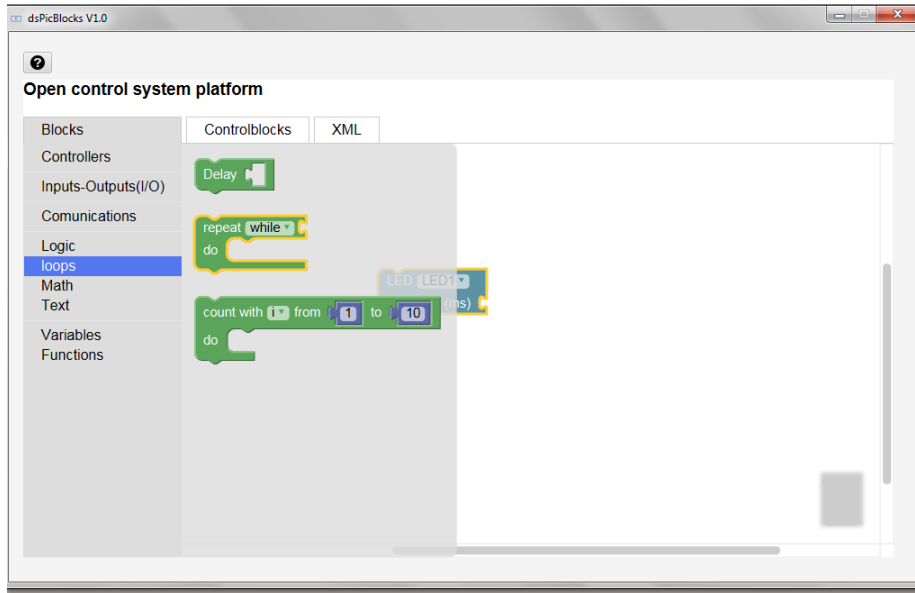 dsPicBlocks V1.0
?
Open control system platform
Blocks
Controlblocks
XML
Controllers
Inputs-Outputs(I/O)
Comunications
Logic
loops
Math
Text
Variables
Functions
Delay
repeat while
do
LED LED1
(ms)
count with i from 1 to 10
do